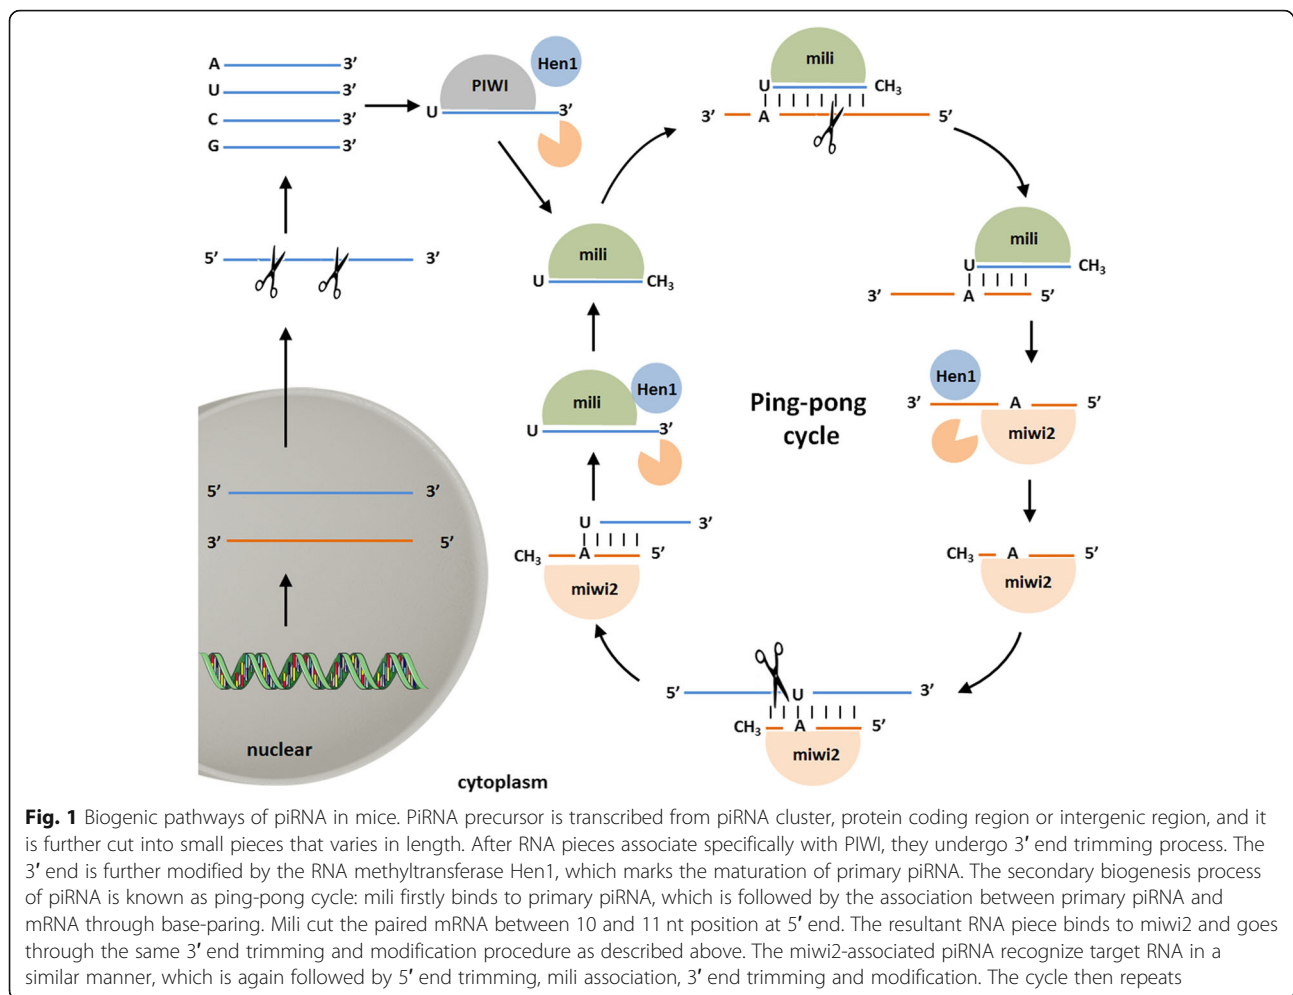 A 3′
U 3′
C 3′
G 3′
PIWI
Hen1
U 3′
5′ 3′
5′ 3′
3′ 5′
nuclear
cytoplasm
mili
U CH3
3′ A 5′
mili
U CH3
3′ A 5′
Hen1
3′ A 5′
miwi2
CH3 A 5′
miwi2
5′ U 3′
CH3 A 5′
miwi2
U 3′
CH3 A 5′
miwi2
mili
Hen1
U 3′
mili
U CH3
Ping-pong
cycle
Fig. 1 Biogenic pathways of piRNA in mice. PiRNA precursor is transcribed from piRNA cluster, protein coding region or intergenic region, and it
is further cut into small pieces that varies in length. After RNA pieces associate specifically with PIWI, they undergo 3′ end trimming process. The
3′ end is further modified by the RNA methyltransferase Hen1, which marks the maturation of primary piRNA. The secondary biogenesis process
of piRNA is known as ping-pong cycle: mili firstly binds to primary piRNA, which is followed by the association between primary piRNA and
mRNA through base-paring. Mili cut the paired mRNA between 10 and 11 nt position at 5′ end. The resultant RNA piece binds to miwi2 and goes
through the same 3′ end trimming and modification procedure as described above. The miwi2-associated piRNA recognize target RNA in a
similar manner, which is again followed by 5′ end trimming, mili association, 3′ end trimming and modification. The cycle then repeats